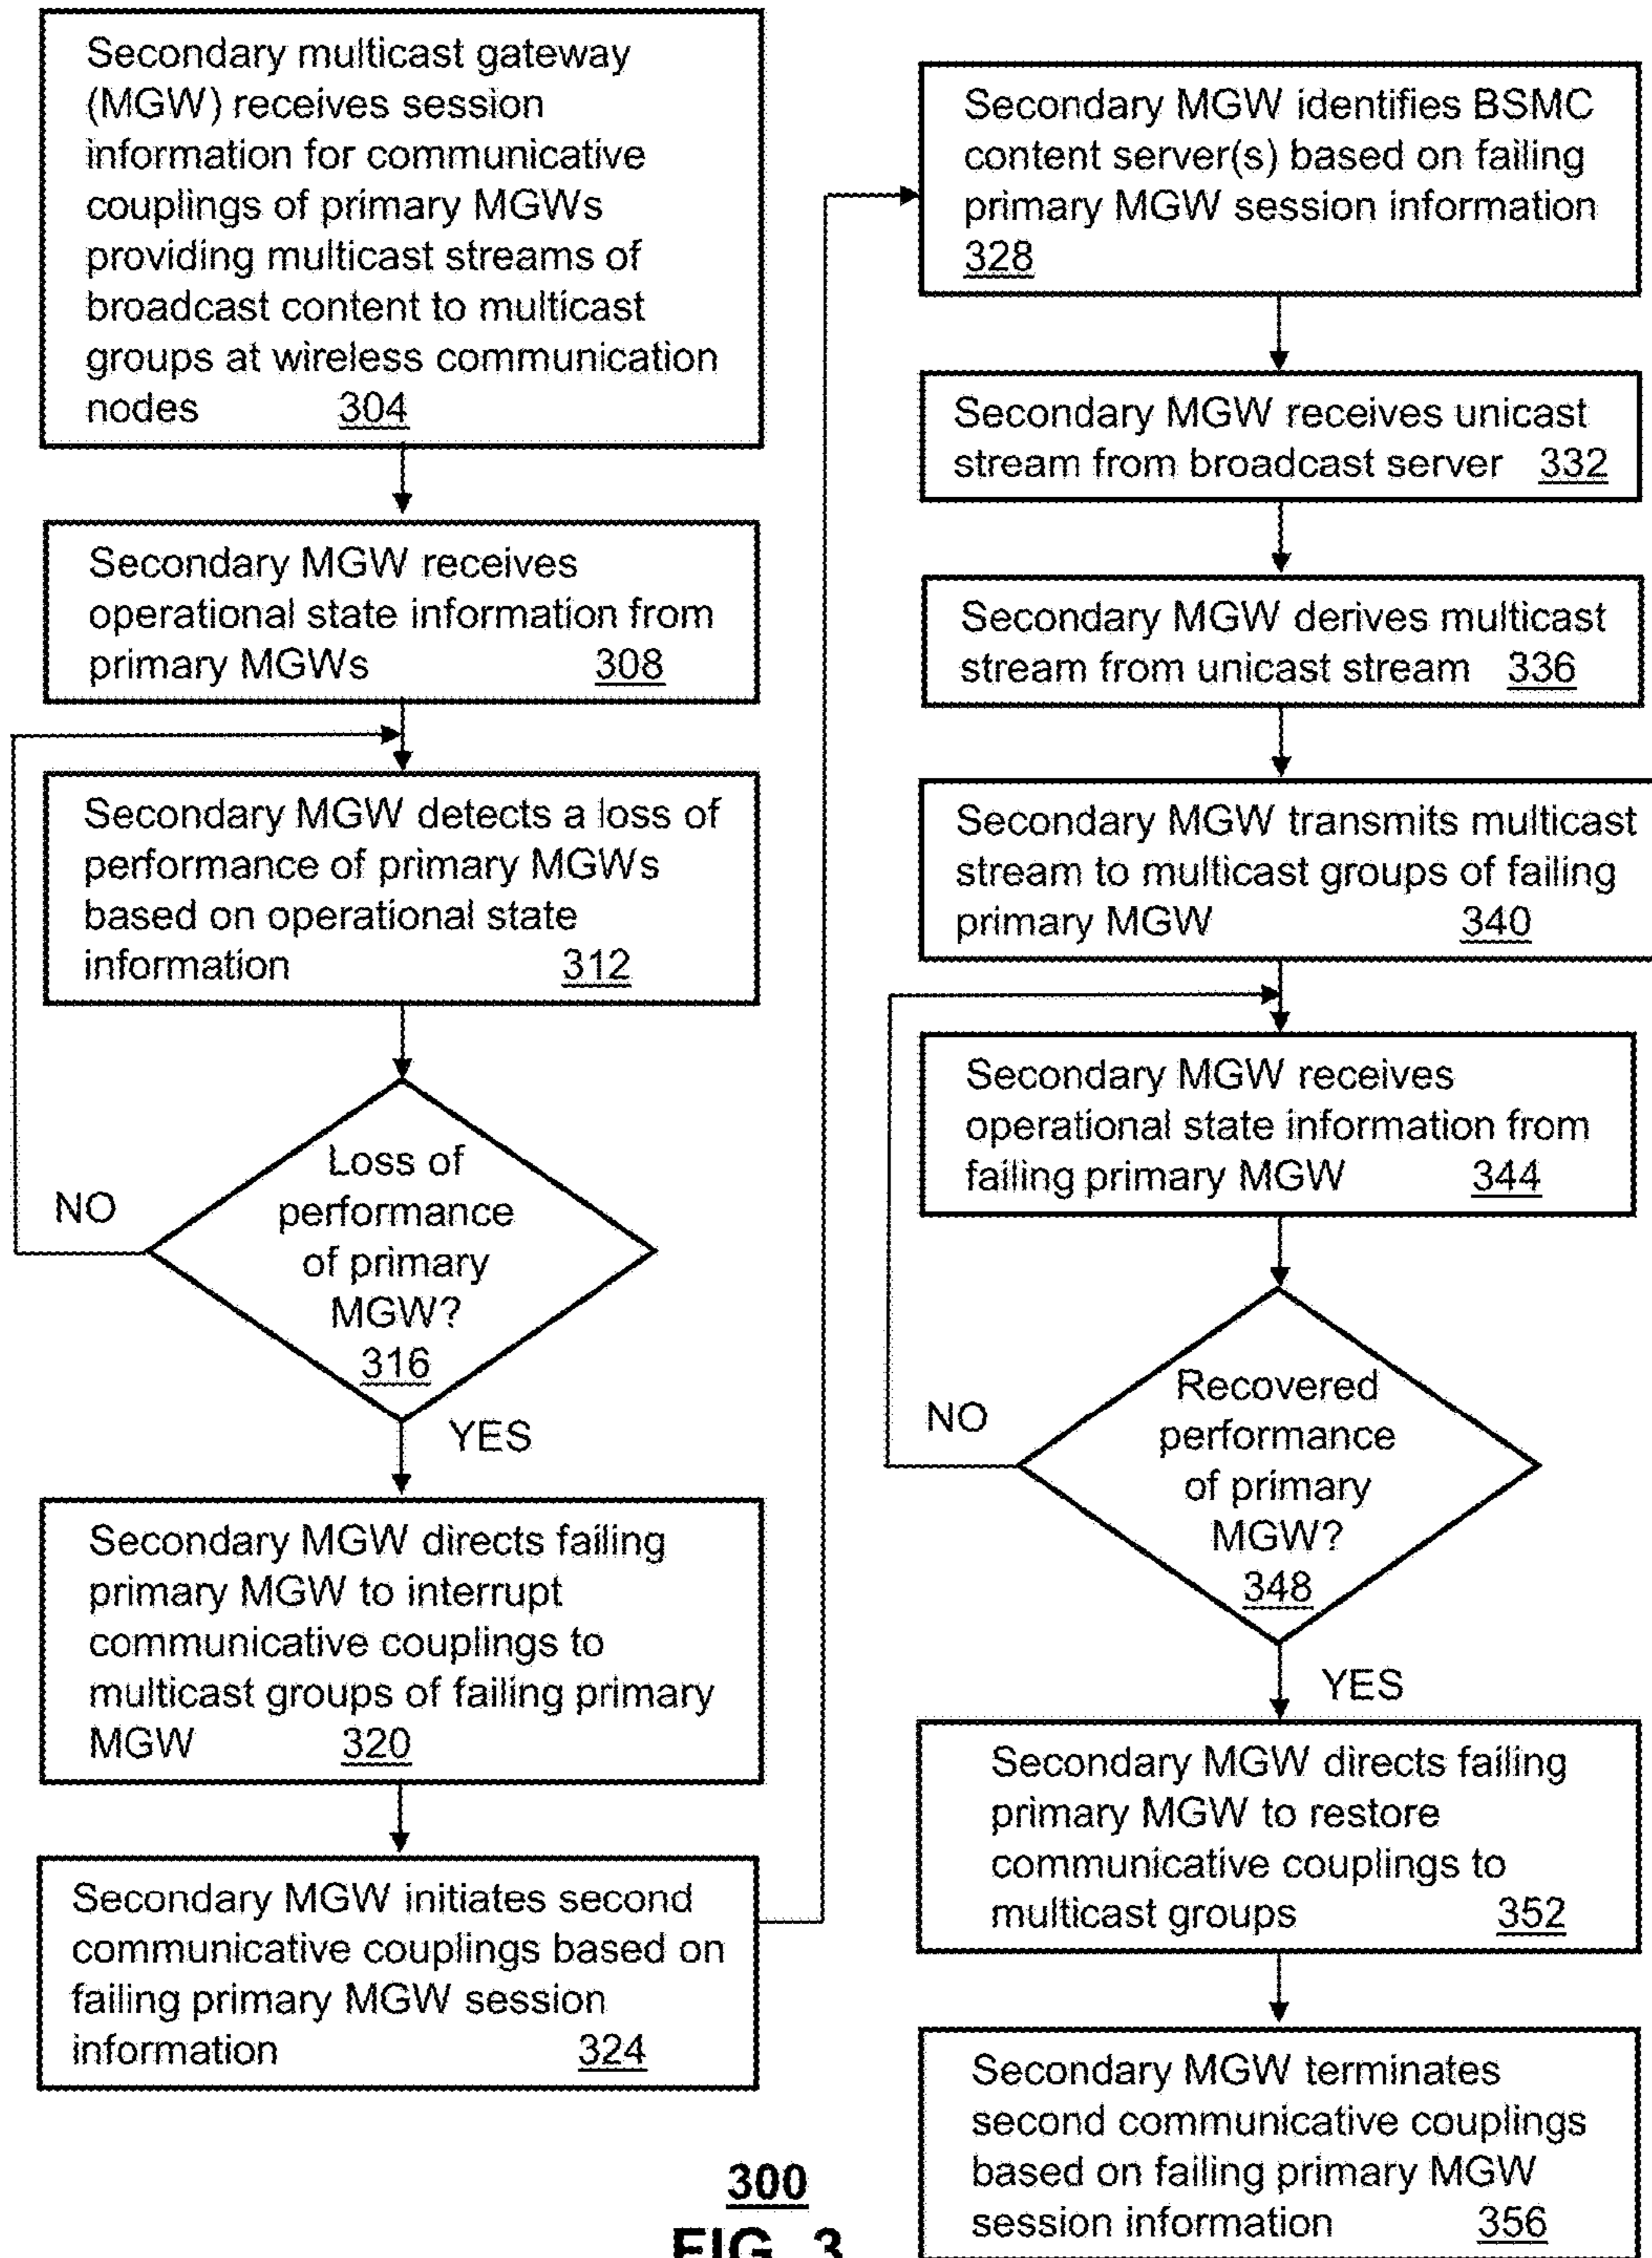 Secondary multicast gateway
(MGW) receives session
information for communicative
couplings of primary MGWs
providing multicast streams of
broadcast content to multicast
groups at wireless communication
nodes 304
Secondary MGW receives
operational state information from
primary MGWs 308
Secondary MGW detects a loss of
performance of primary MGWs
based on operational state
information 312
Loss of
performance
of primary
MGW?
316
NO
YES
Secondary MGW directs failing
primary MGW to interrupt
communicative couplings to
multicast groups of failing primary
MGW 320
Secondary MGW initiates second
communicative couplings based on
failing primary MGW session
information 324
Secondary MGW identifies BSMC
content server(s) based on failing
primary MGW session information
328
Secondary MGW receives unicast
stream from broadcast server 332
Secondary MGW derives multicast
stream from unicast stream 336
Secondary MGW transmits multicast
stream to multicast groups of failing
primary MGW 340
Secondary MGW receives
operational state information from
failing primary MGW 344
Recovered
performance
of primary
MGW?
348
NO
YES
Secondary MGW directs failing
primary MGW to restore
communicative couplings to
multicast groups 352
Secondary MGW terminates
second communicative couplings
based on failing primary MGW
session information 356
300
FIG. 3